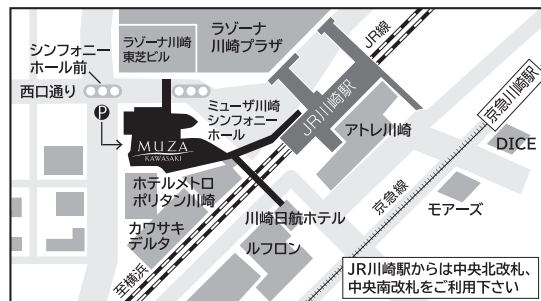 ラゾーナ
川崎プラザ
ラゾーナ川崎
東芝ビル
シンフォニー
ホール前
西口通り
P
MUZA
KAWASAKI
ミューザ川崎
シンフォニー
ホール
JR線
JR川崎駅
アトレ川崎
京急川崎駅
DICE
京急線
モアーズ
ホテルメトロ
ポリタン川崎
カワサキ
デルタ
川崎日航ホテル
ルフロン
至横浜
JR川崎駅からは中央北改札、
中央南改札をご利用下さい